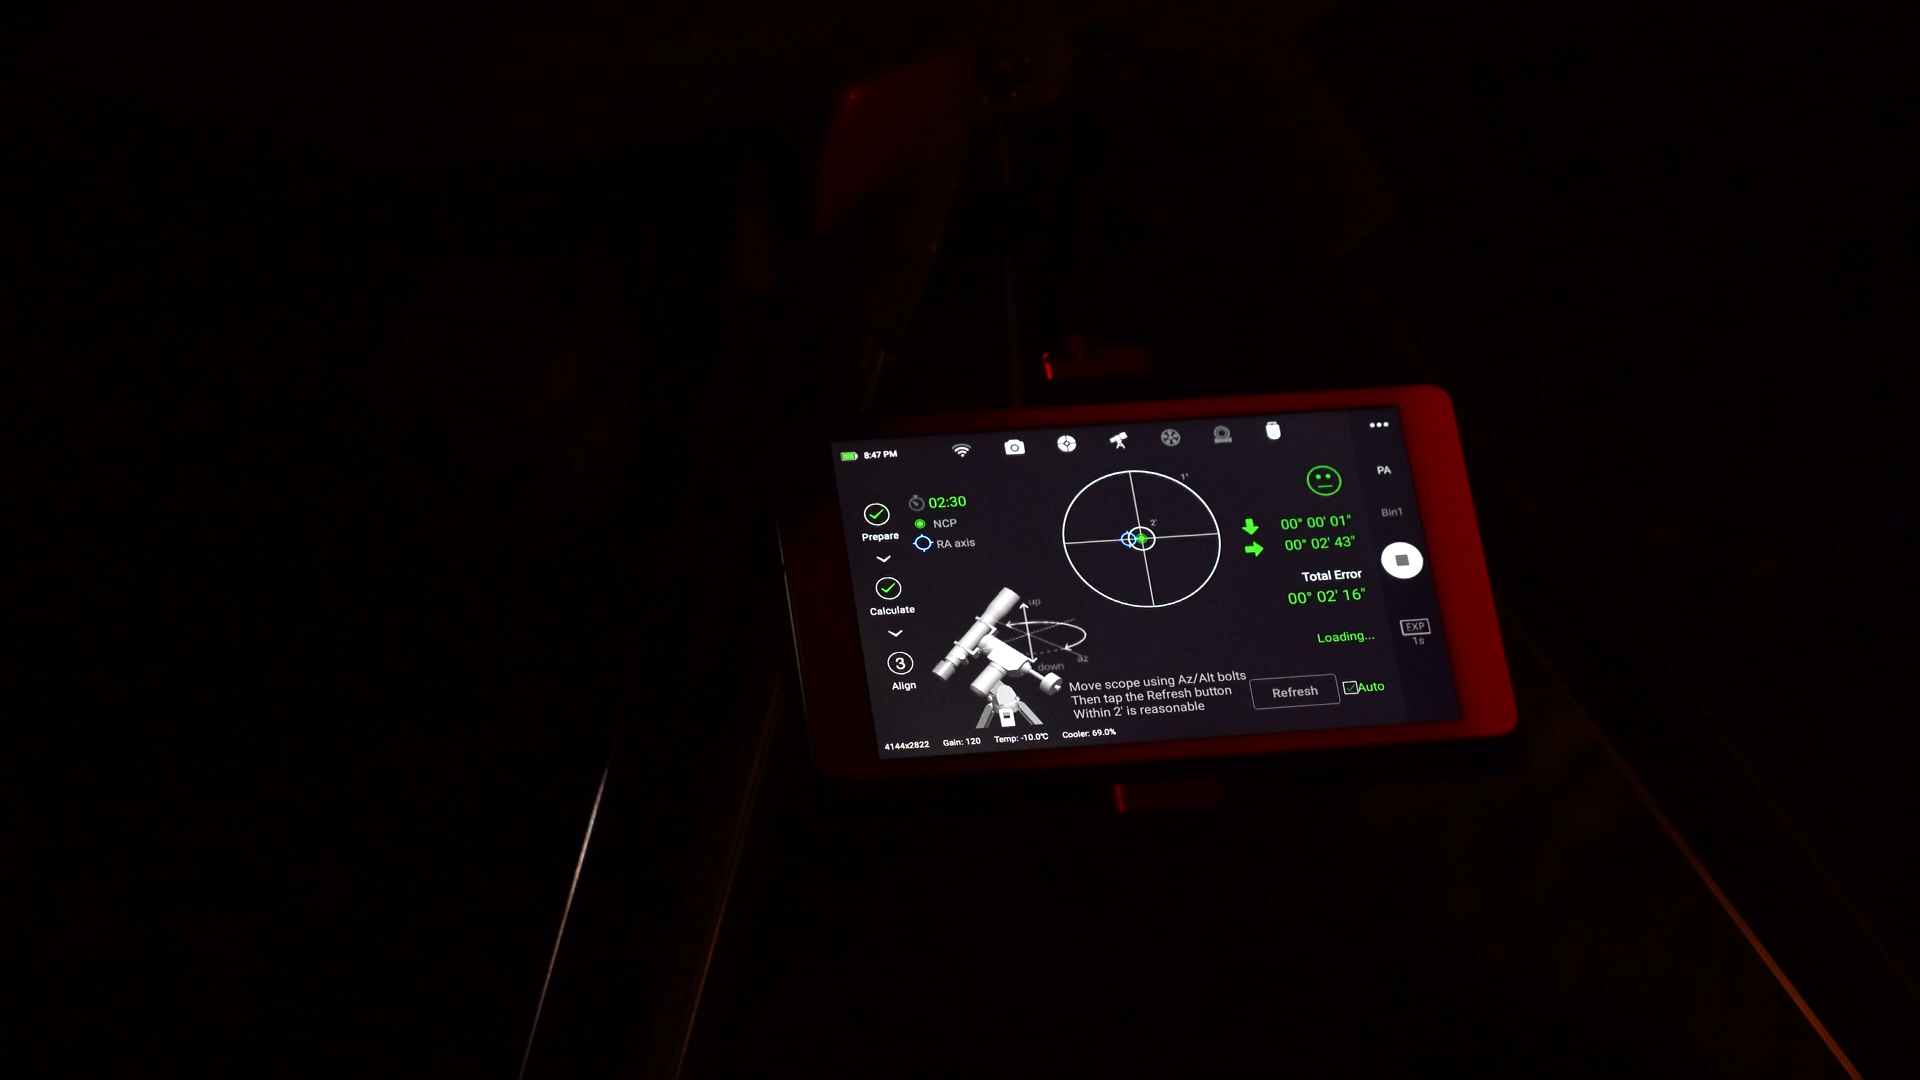 8:47 PM
PA
Bin1
EXP
1s
Prepare
Calculate
3
Align
02:30
NCP
RA axis
1°
2'
up
down
az
00° 00' 01"
00° 02' 43"
Total Error
00° 02' 16"
Loading...
Move scope using Az/Alt bolts
Then tap the Refresh button
Within 2' is reasonable
Refresh
Auto
4144x2822 Gain: 120 Temp: -10.0℃ Cooler: 69.0%